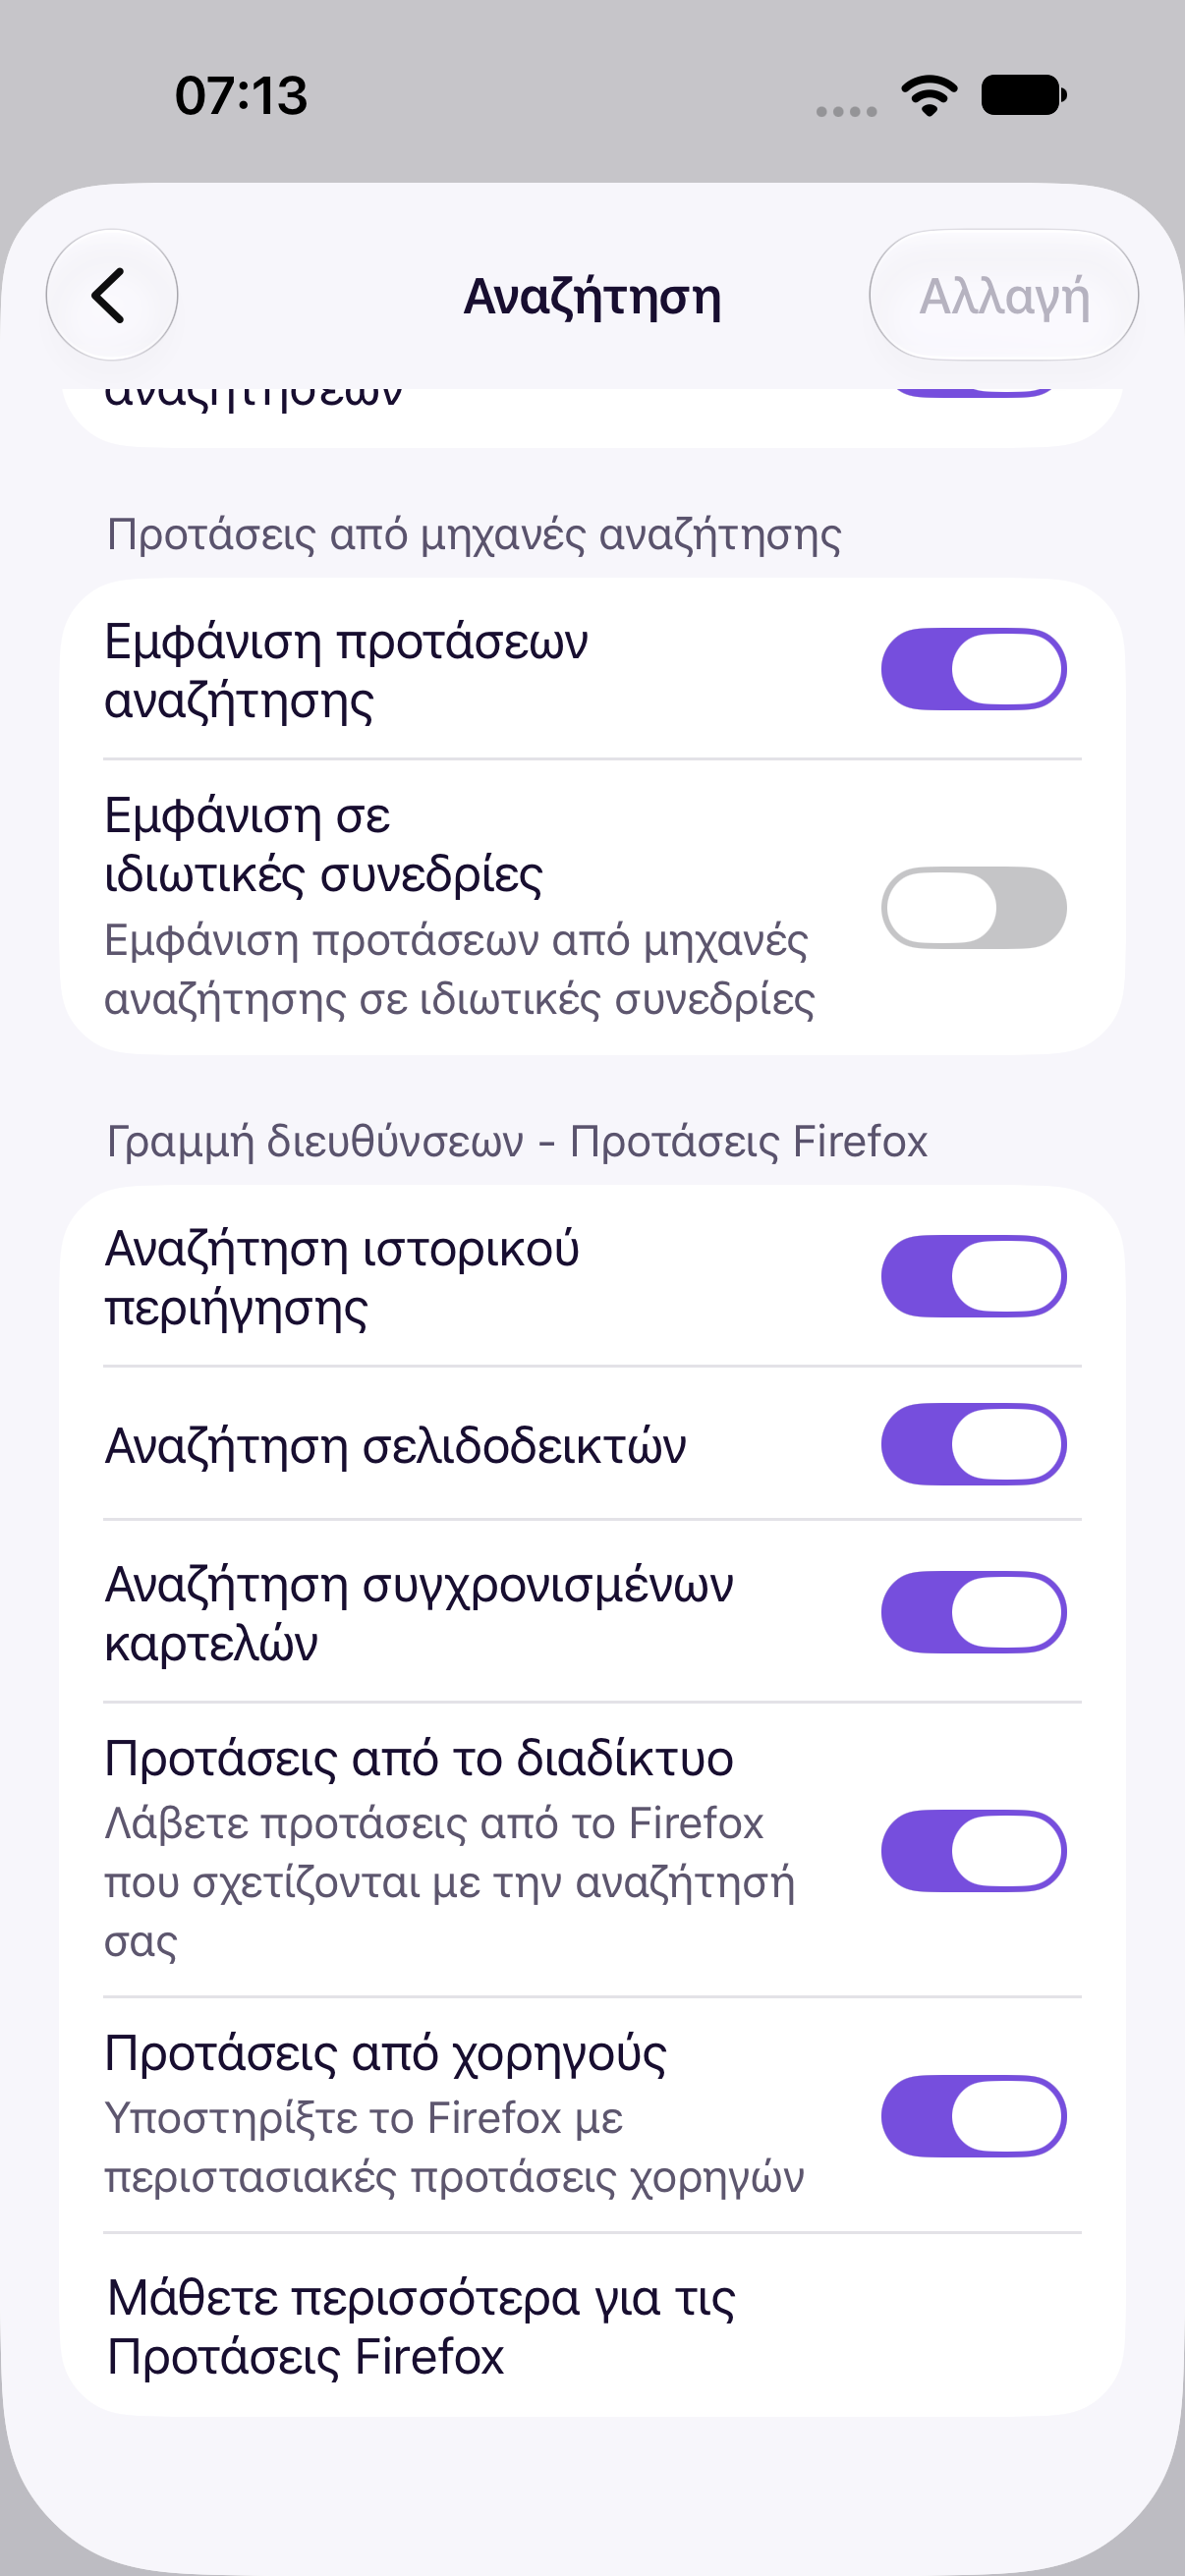 07:13
Αναζήτηση
Αλλαγή
αναζητήσεων
Προτάσεις από μηχανές αναζήτησης
Εμφάνιση προτάσεων
αναζήτησης
Εμφάνιση σε
ιδιωτικές συνεδρίες
Εμφάνιση προτάσεων από μηχανές
αναζήτησης σε ιδιωτικές συνεδρίες
Γραμμή διευθύνσεων - Προτάσεις Firefox
Αναζήτηση ιστορικού
περιήγησης
Αναζήτηση σελιδοδεικτών
Αναζήτηση συγχρονισμένων
καρτελών
Προτάσεις από το διαδίκτυο
Λάβετε προτάσεις από το Firefox
που σχετίζονται με την αναζήτησή
σας
Προτάσεις από χορηγούς
Υποστηρίξτε το Firefox με
περιστασιακές προτάσεις χορηγών
Μάθετε περισσότερα για τις
Προτάσεις Firefox